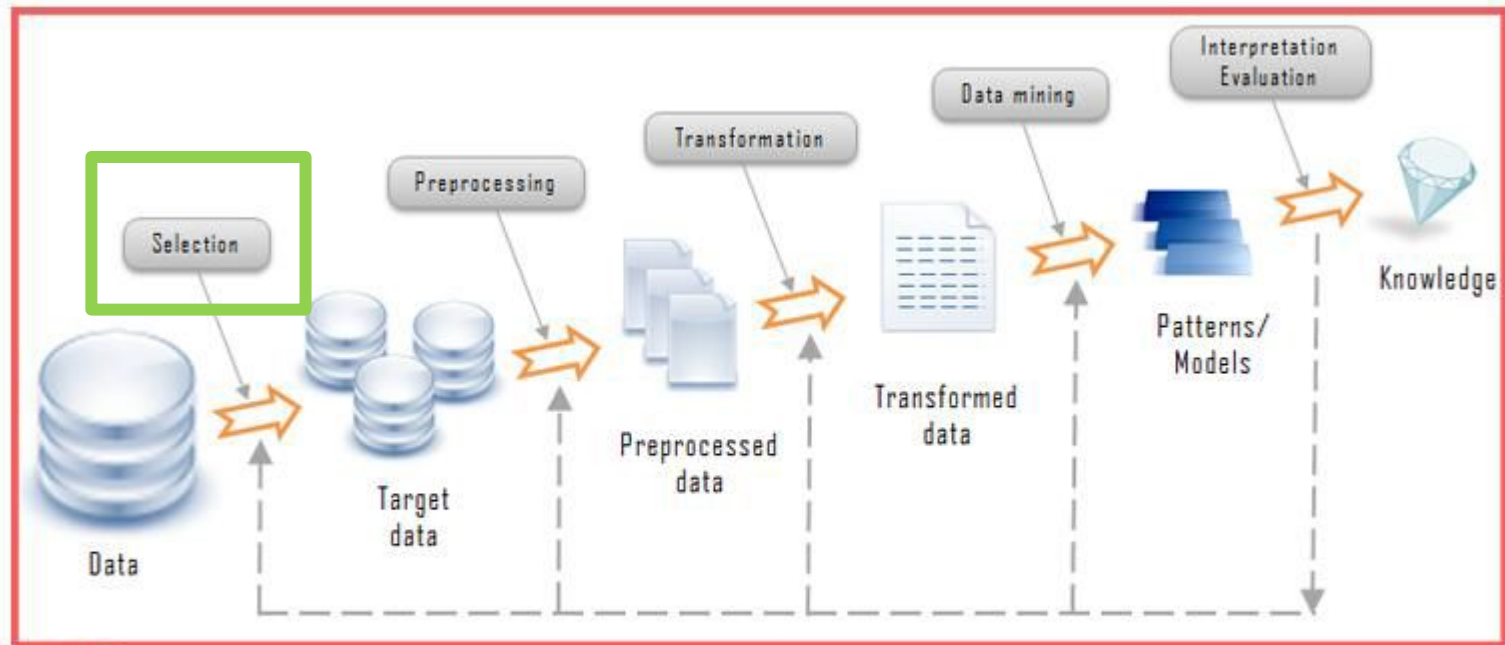 Interpretation
Evaluation
Data mining
Transformation
Preprocessing
Selection
Knowledge
Patterns/
Models
Transformed
data
Preprocessed
data
Target
data
Data